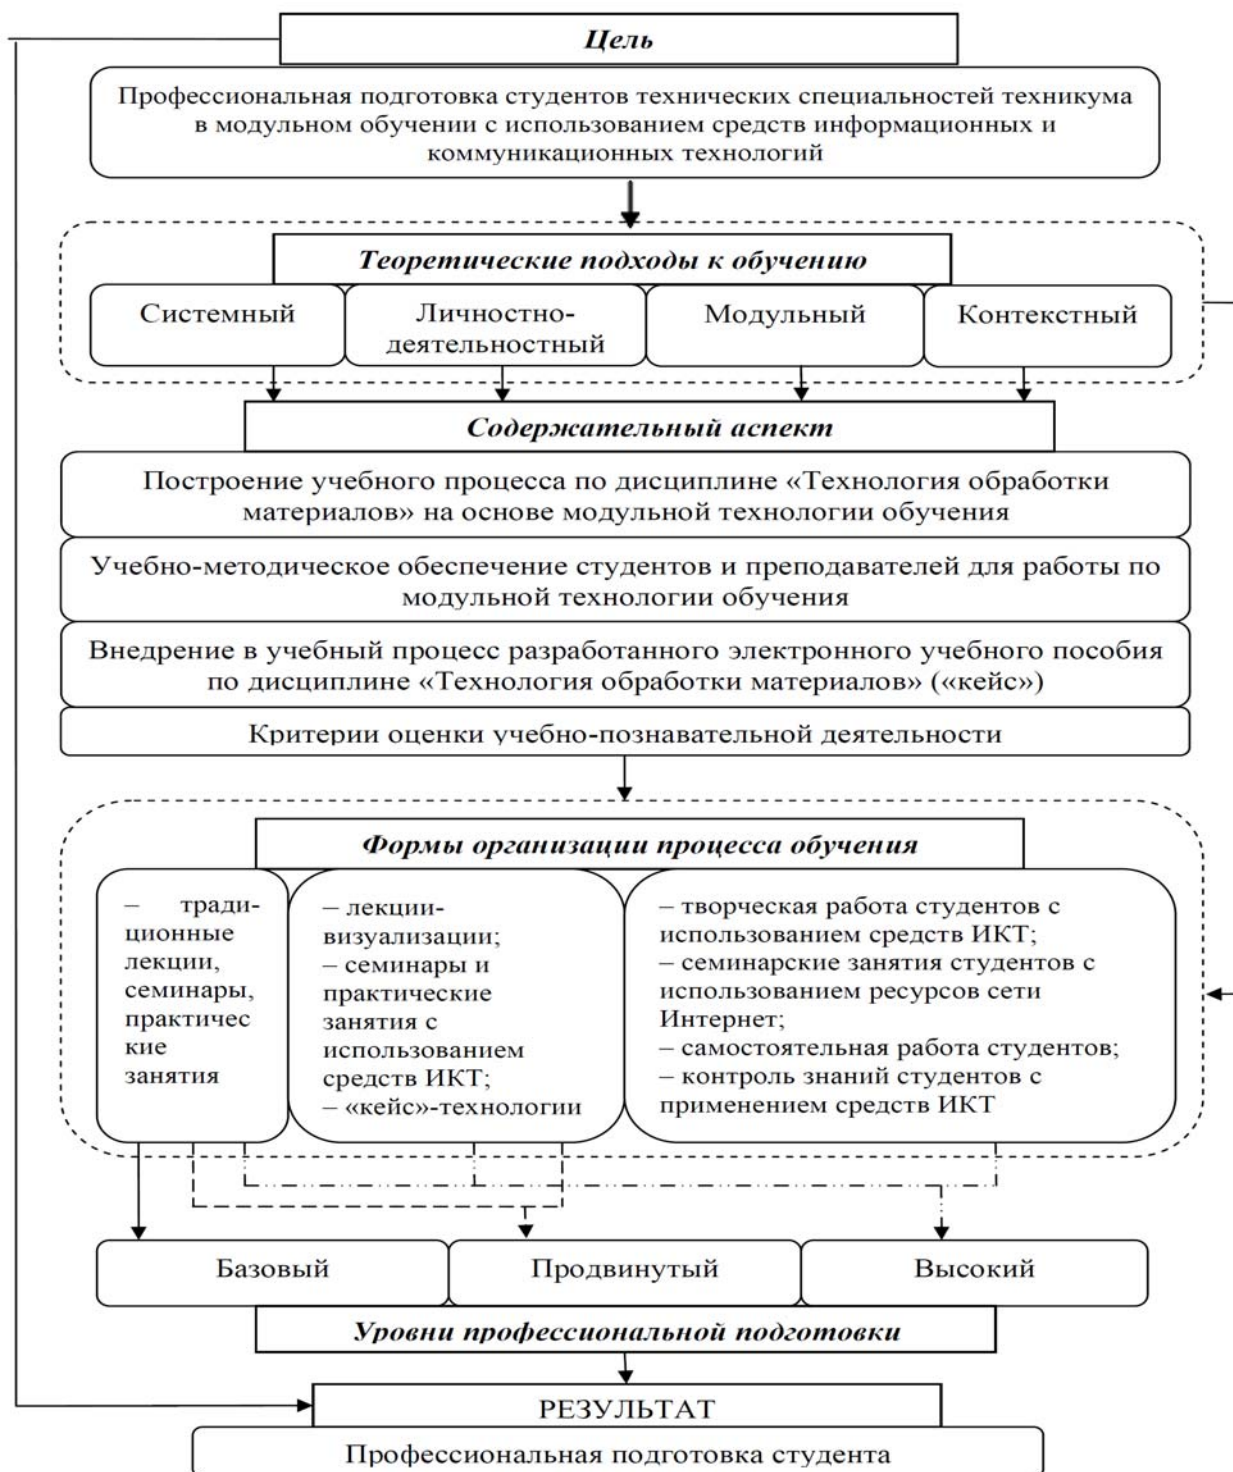 Цель
Профессиональная подготовка студентов технических специальностей техникума
в модульном обучении с использованием средств информационных и
коммуникационных технологий
Теоретические подходы к обучению
Системный
Личностно-
деятельностный
Модульный
Контекстный
Содержательный аспект
Построение учебного процесса по дисциплине «Технология обработки
материалов» на основе модульной технологии обучения
Учебно-методическое обеспечение студентов и преподавателей для работы по
модульной технологии обучения
Внедрение в учебный процесс разработанного электронного учебного пособия
по дисциплине «Технология обработки материалов» («кейс»)
Критерии оценки учебно-познавательной деятельности
Формы организации процесса обучения
– тради-
ционные
лекции,
семинары,
практичес
кие
занятия
– лекции-
визуализации;
– семинары и
практические
занятия с
использованием
средств ИКТ;
– «кейс»-технологии
– творческая работа студентов с
использованием средств ИКТ;
– семинарские занятия студентов с
использованием ресурсов сети
Интернет;
– самостоятельная работа студентов;
– контроль знаний студентов с
применением средств ИКТ
Базовый
Продвинутый
Высокий
Уровни профессиональной подготовки
РЕЗУЛЬТАТ
Профессиональная подготовка студента